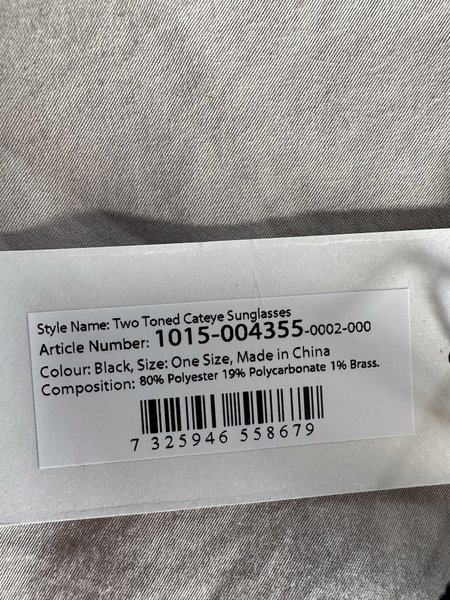 Style Name: Two Toned Cateye Sunglasses
Article Number: 1015-004355-0002-000
Colour: Black, Size: One Size, Made in China
Composition: 80% Polyester 19% Polycarbonate 1% Brass.
7 325946 558679